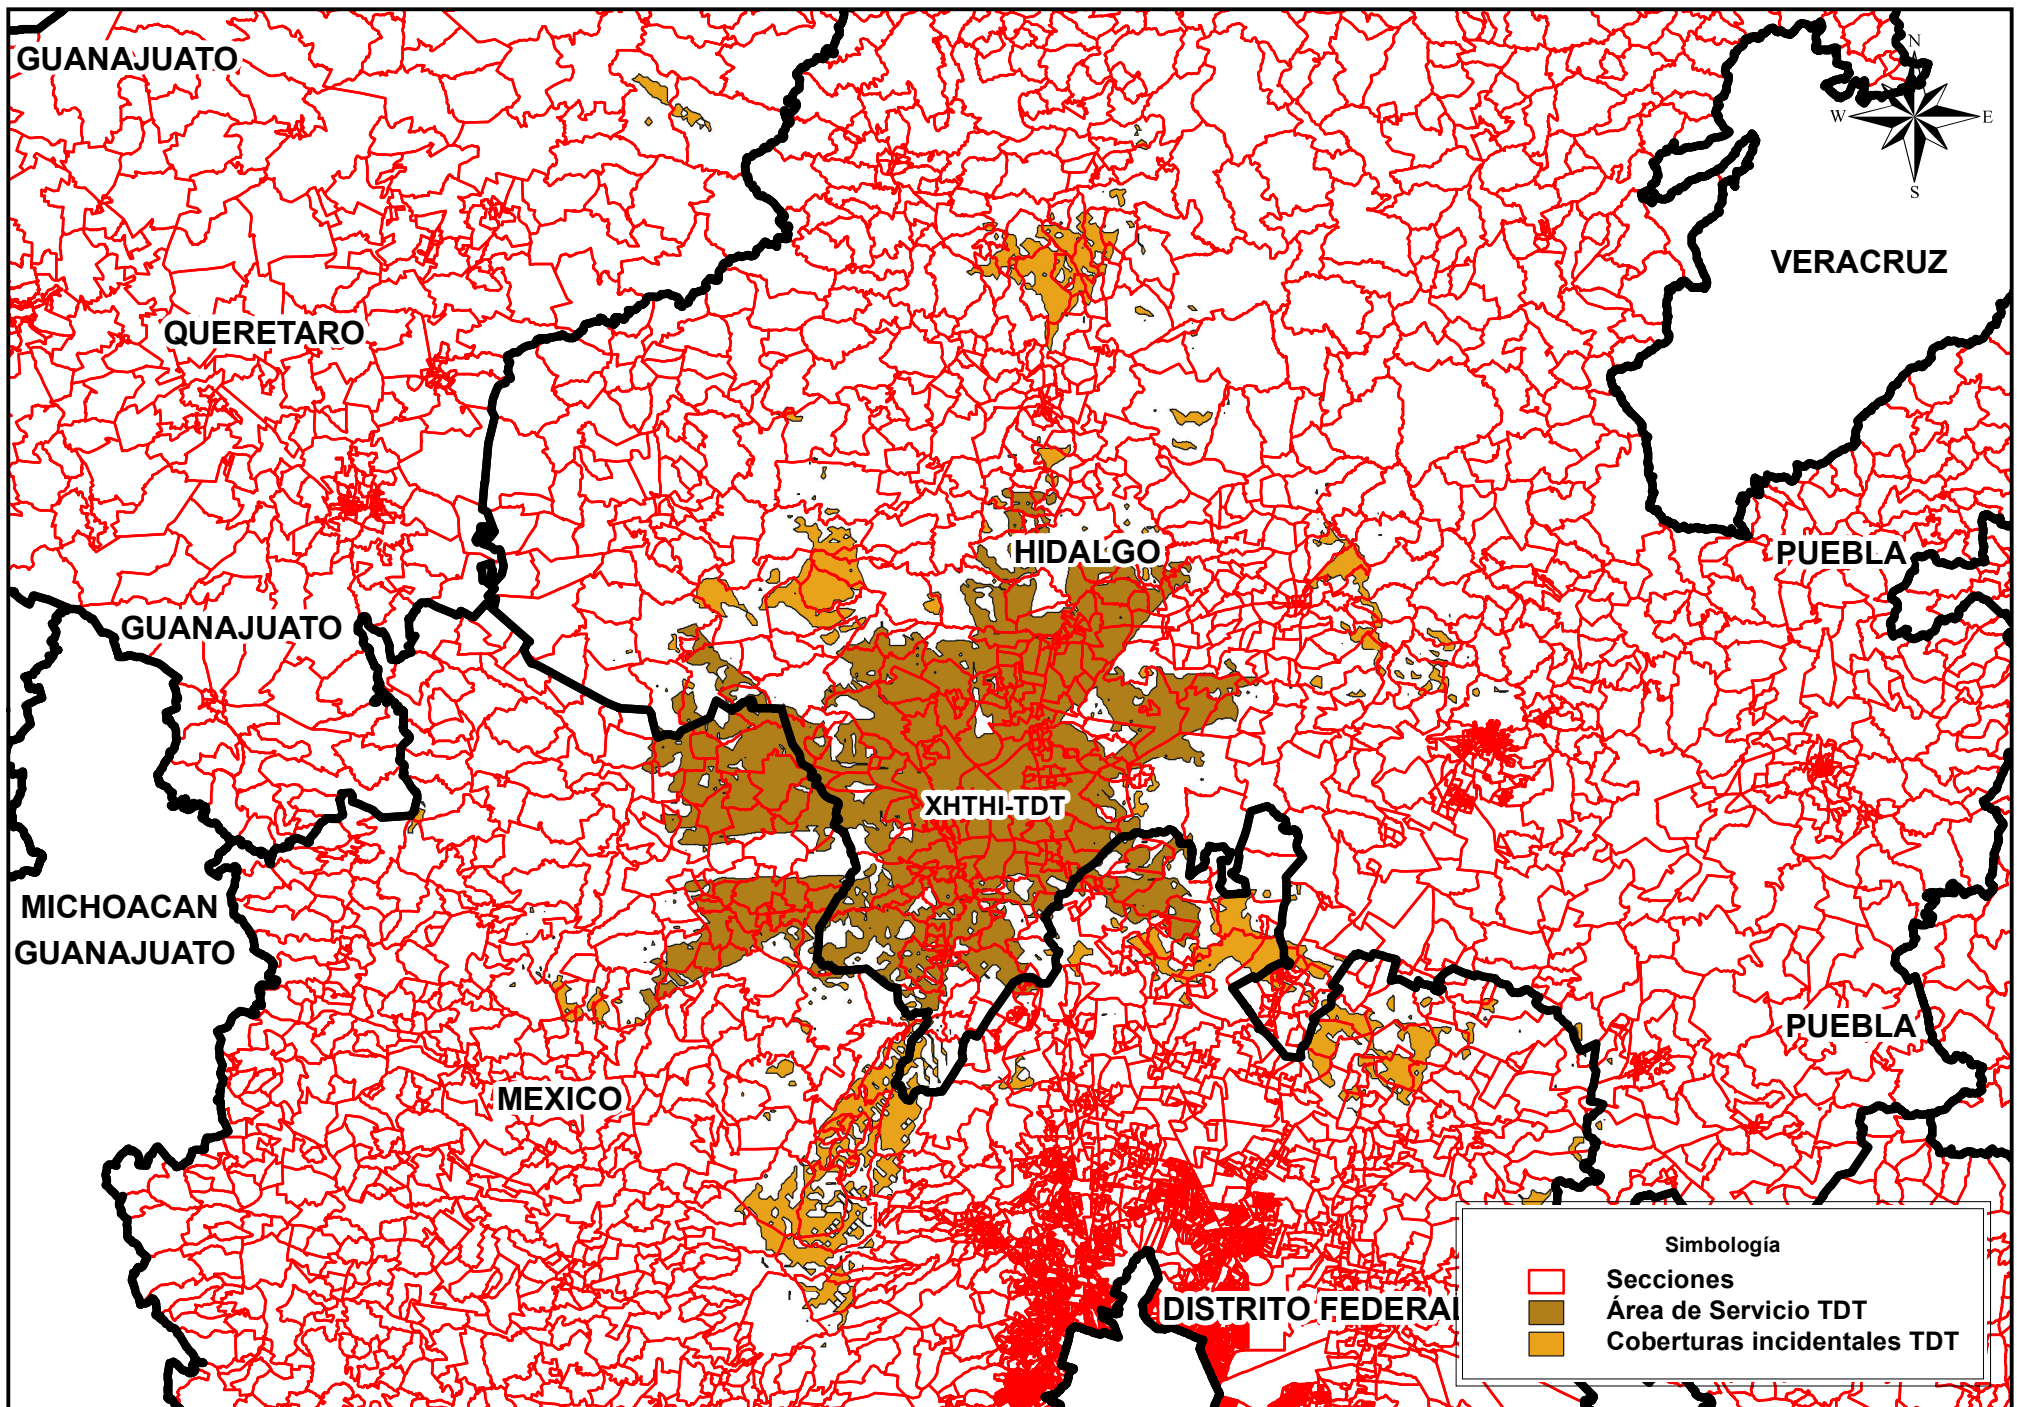 GUANAJUATO
N
W
E
S
VERACRUZ
QUERETARO
HIDALGO
PUEBLA
GUANAJUATO
XHTHI-TDT
MICHOACAN
GUANAJUATO
PUEBLA
MEXICO
DISTRITO FEDERAL
Simbología
Secciones
Área de Servicio TDT
Coberturas incidentales TDT